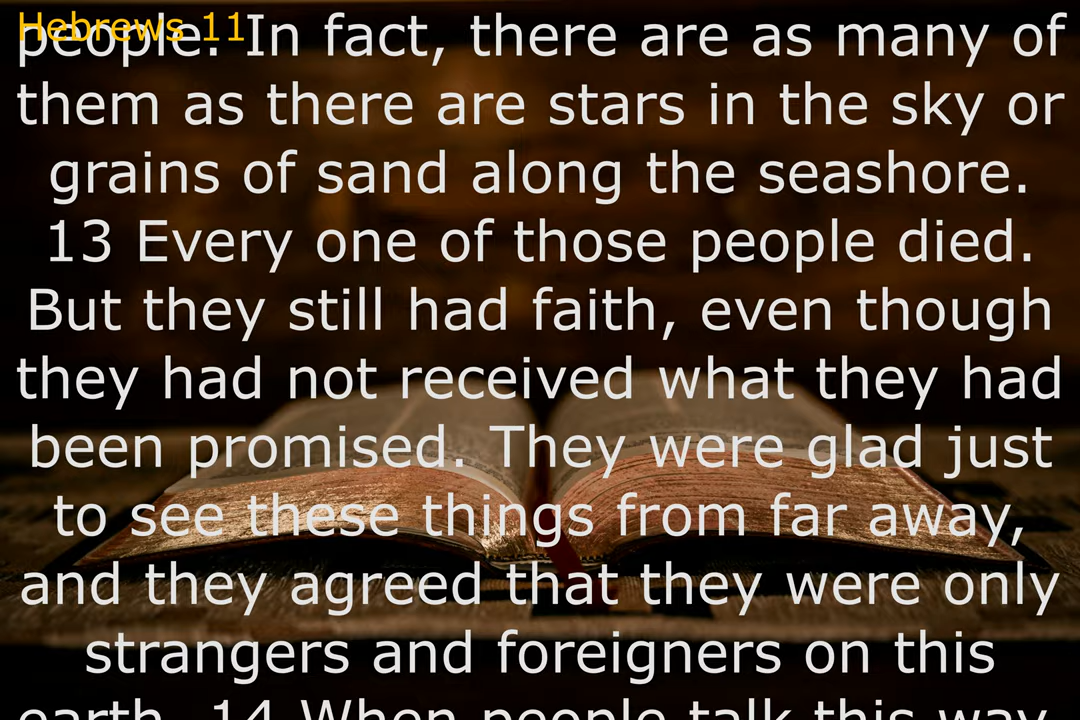 Hebrews 11
people. In fact, there are as many of
them as there are stars in the sky or
grains of sand along the seashore.
13 Every one of those people died.
But they still had faith, even though
they had not received what they had
been promised. They were glad just
to see these things from far away,
and they agreed that they were only
strangers and foreigners on this
earth. 14 When people talk this way,